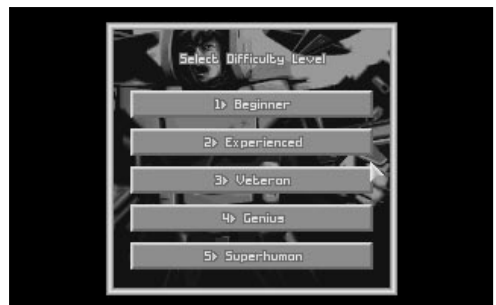 Select Difficulty Level
1> Beginner
2> Experienced
3> Veteran
4> Genius
5> Superhuman